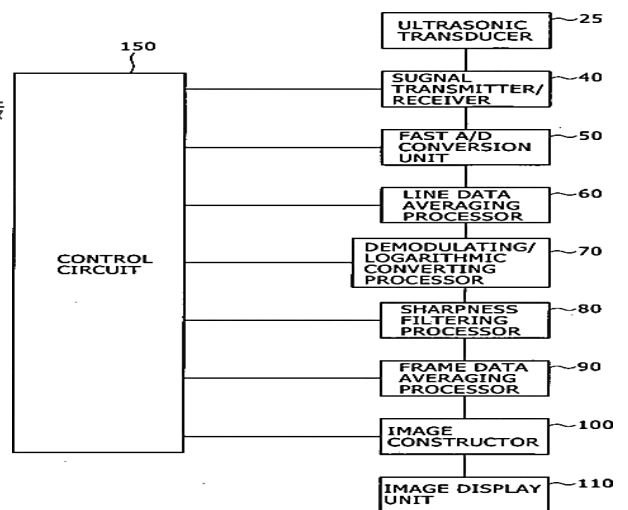 150
CONTROL
CIRCUIT
ULTRASONIC
TRANSDUCER
25
SUGNAL
TRANSMITTER/
RECEIVER
40
FAST A/D
CONVERSION
UNIT
50
LINE DATA
AVERAGING
PROCESSOR
60
DEMODULATING/
LOGARITHMIC
CONVERTING
PROCESSOR
70
SHARPNESS
FILTERING
PROCESSOR
80
FRAME DATA
AVERAGING
PROCESSOR
90
IMAGE
CONSTRUCTOR
100
IMAGE DISPLAY
UNIT
110